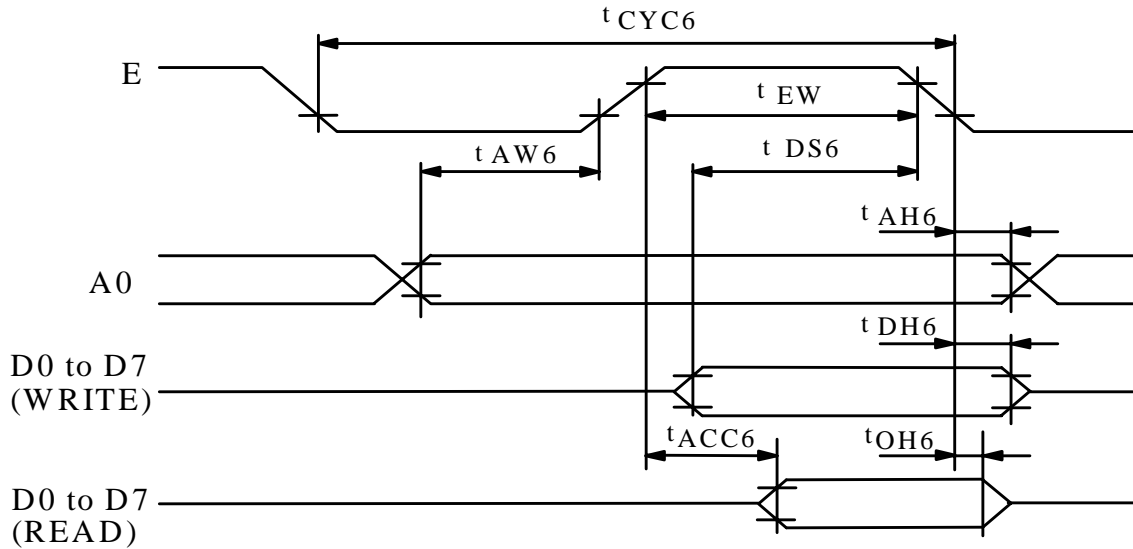 t CYC6
E
t EW
t AW6
t DS6
t AH6
A0
t DH6
D0 to D7
(WRITE)
tACC6
tOH6
D0 to D7
(READ)